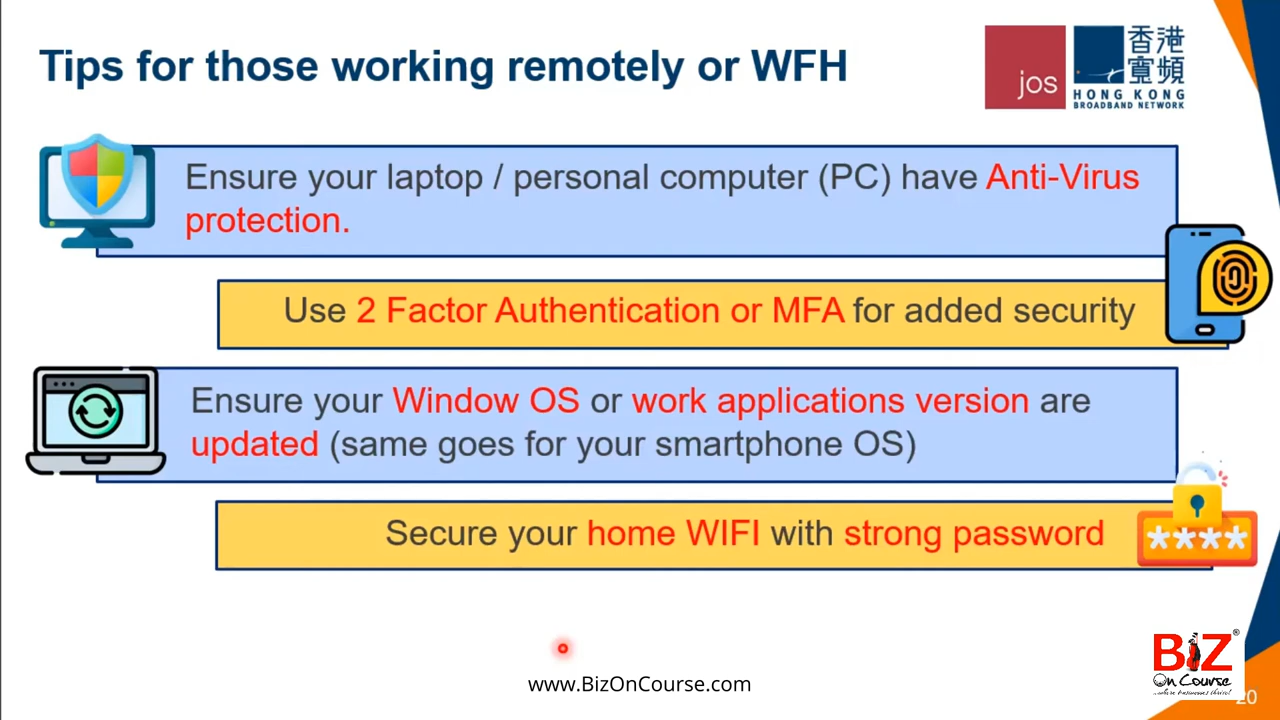 Tips for those working remotely or WFH
jos
香港
寬頻
HONG KONG
BROADBAND NETWORK
Ensure your laptop / personal computer (PC) have Anti-Virus
protection.
Use 2 Factor Authentication or MFA for added security
Ensure your Window OS or work applications version are
updated (same goes for your smartphone OS)
Secure your home WIFI with strong password
****
www.BizOnCourse.com
BiZ®
On Course
20